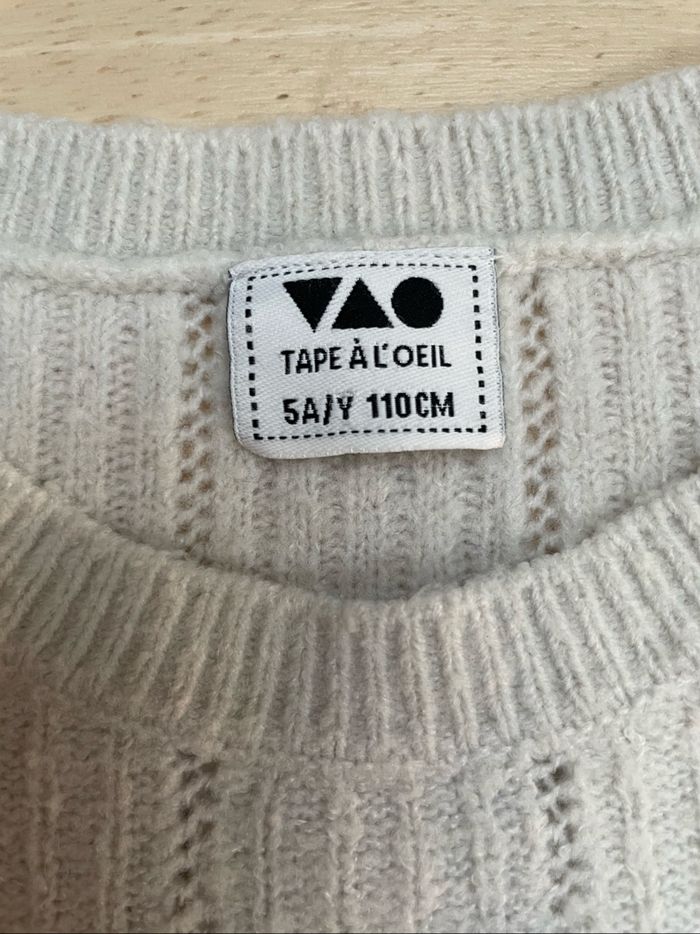 TAPE À L'OEIL
5A/Y 110CM